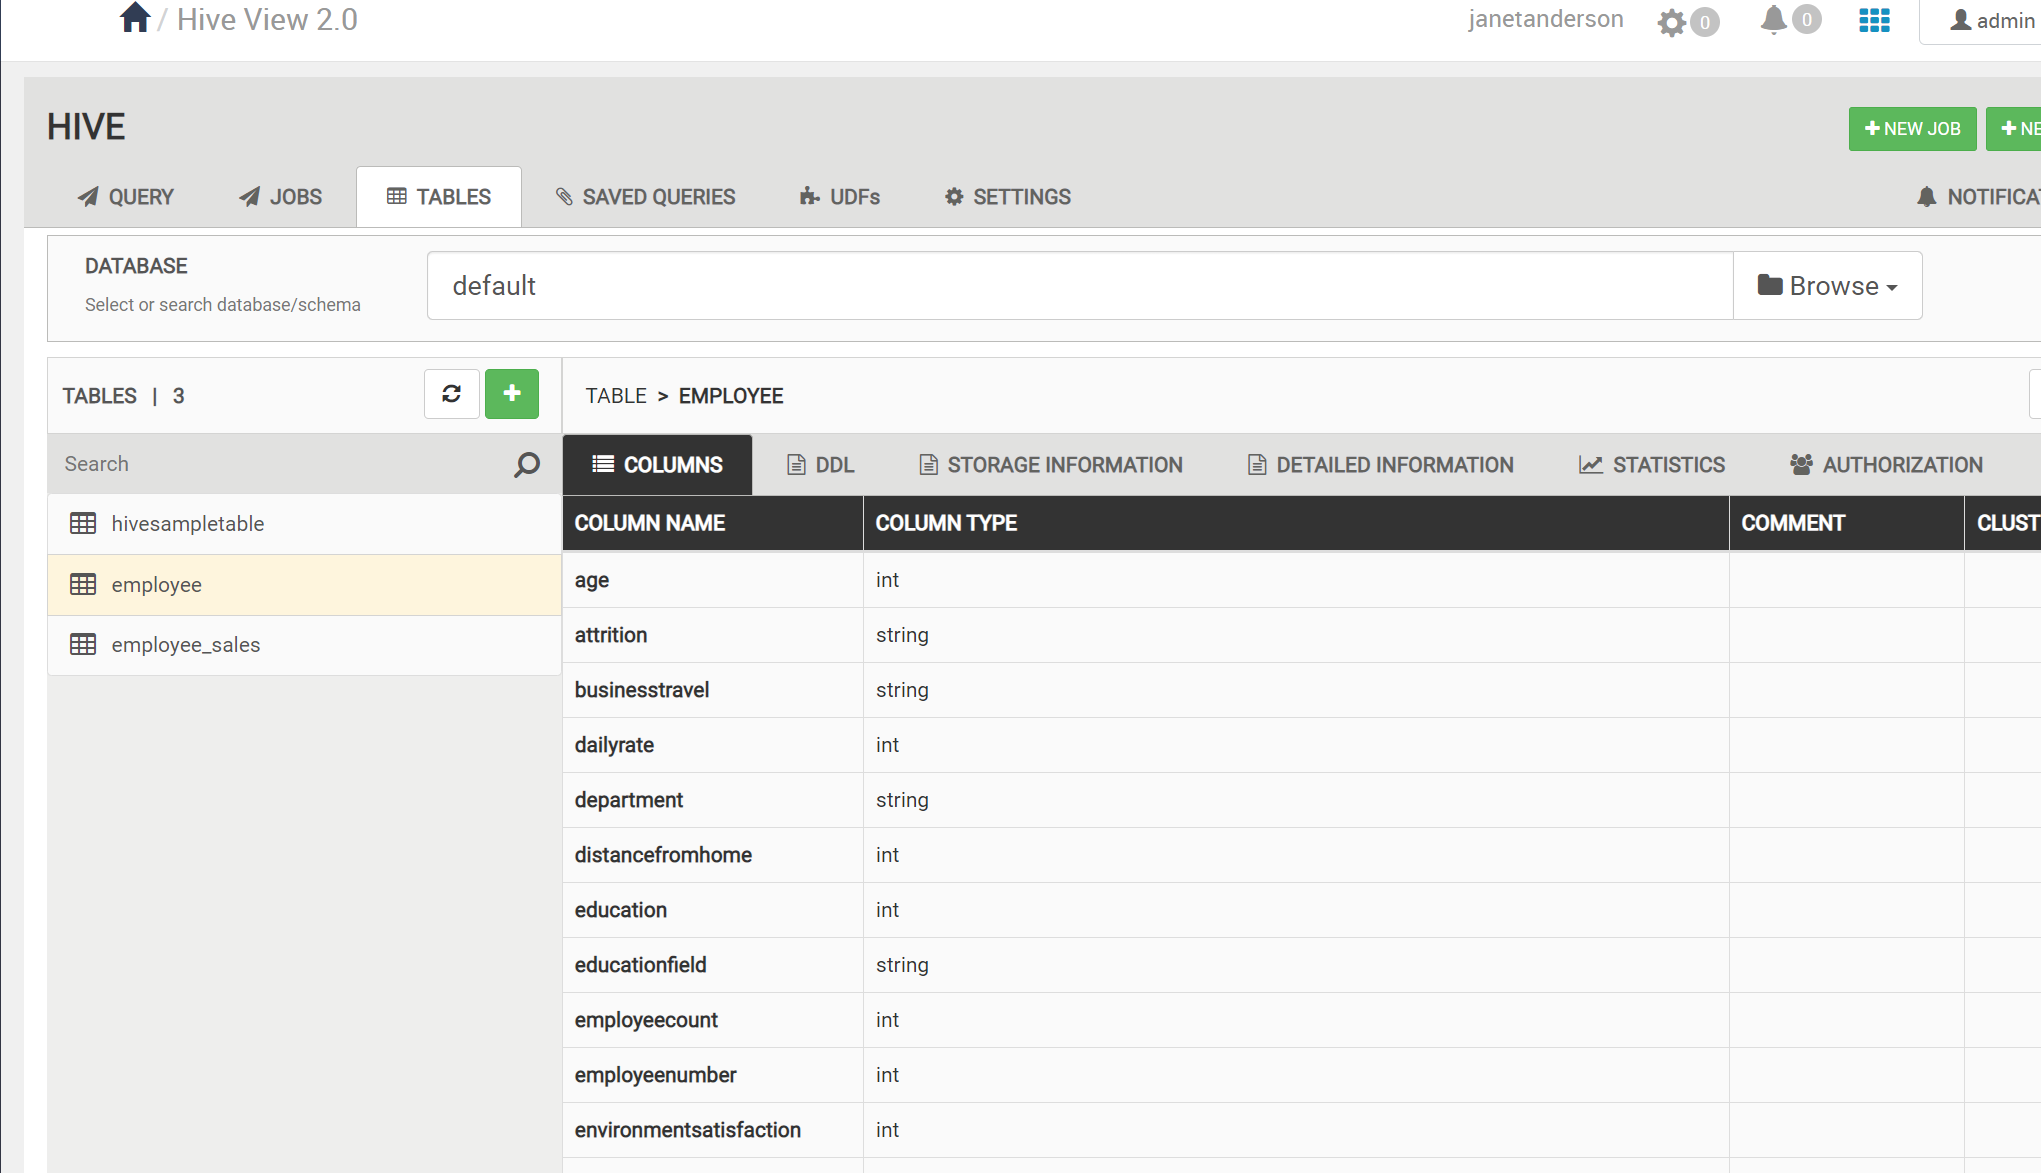 / Hive View 2.0 janetanderson 0 0 admin
HIVE
NEW JOB NE
QUERY JOBS TABLES SAVED QUERIES UDFs SETTINGS NOTIFICAT
DATABASE
Select or search database/schema
default
Browse
TABLES | 3
TABLE > EMPLOYEE
Search
COLUMNS DDL STORAGE INFORMATION DETAILED INFORMATION STATISTICS AUTHORIZATION
hivesampletable
employee
employee_sales
COLUMN NAME COLUMN TYPE COMMENT CLUST
age int
attrition string
businesstravel string
dailyrate int
department string
distancefromhome int
education int
educationfield string
employeecount int
employeenumber int
environmentsatisfaction int